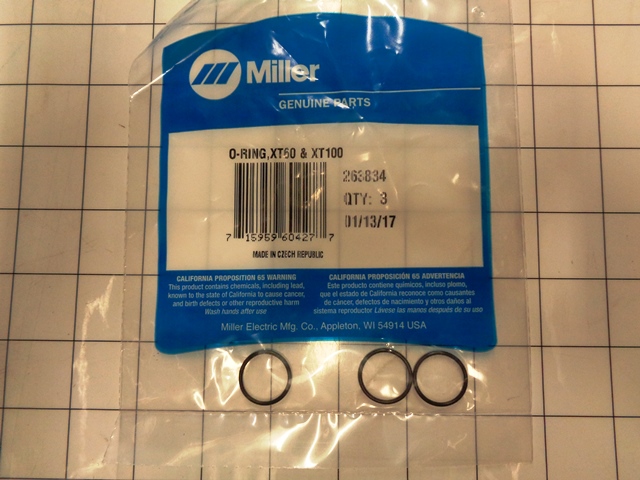 Miller
GENUINE PARTS
O-RING,XT60 & XT100
263834
QTY: 3
01/13/17
7 15959 60427 7
MADE IN CZECH REPUBLIC
CALIFORNIA PROPOSITION 65 WARNING
This product contains chemicals, including lead,
known to the state of California to cause cancer,
and birth defects or other reproductive harm
Wash hands after use
CALIFORNIA PROPOSICIÓN 65 ADVERTENCIA
Este producto contiene químicos, incluso plomo,
que el estado de California reconoce como causantes
de cáncer, defectos de nacimiento y otros daños al
sistema reproductor Lávese las manos después de su uso
Miller Electric Mfg. Co., Appleton, WI 54914 USA